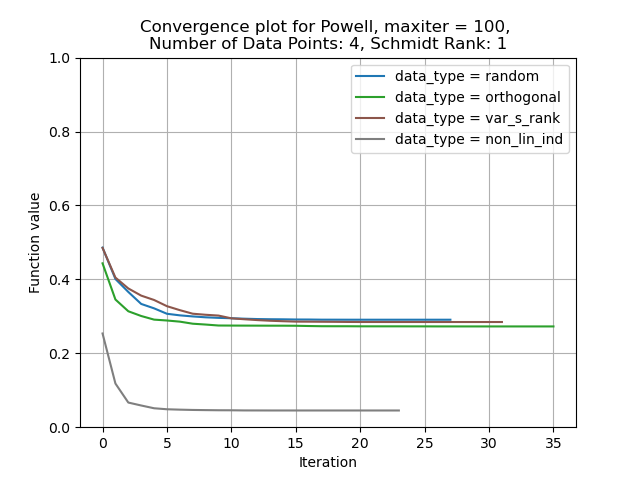 Convergence plot for Powell, maxiter = 100,
Number of Data Points: 4, Schmidt Rank: 1
data_type = random
data_type = orthogonal
data_type = var_s_rank
data_type = non_lin_ind
Function value
1.0
0.8
0.6
0.4
0.2
0.0
0 5 10 15 20 25 30 35
Iteration